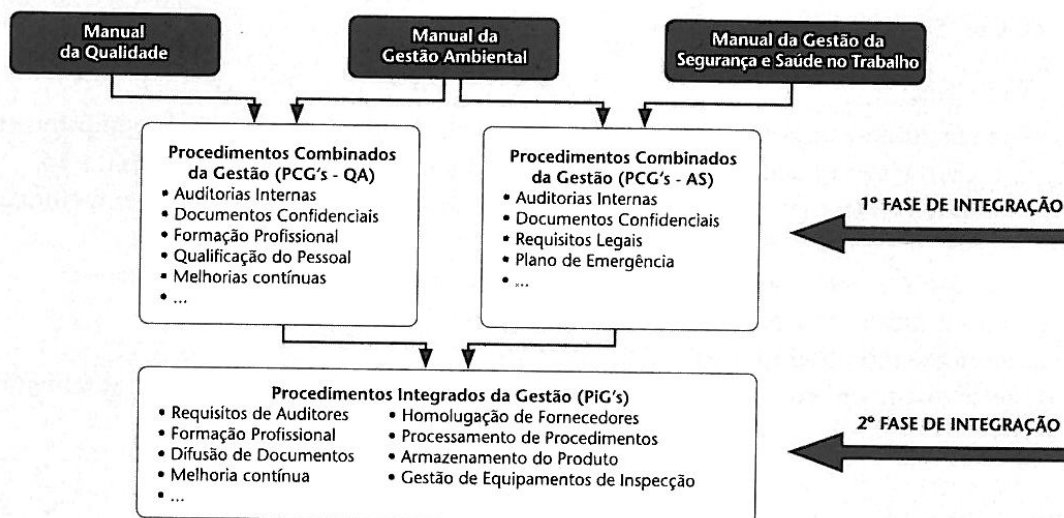 Manual
da Qualidade
Manual da
Gestão Ambiental
Manual da Gestão da
Segurança e Saúde no Trabalho
Procedimentos Combinados
da Gestão (PCG's - QA)
• Auditorias Internas
• Documentos Confidenciais
• Formação Profissional
• Qualificação do Pessoal
• Melhorias contínuas
• ...
Procedimentos Combinados
da Gestão (PCG's - AS)
• Auditorias Internas
• Documentos Confidenciais
• Requisitos Legais
• Plano de Emergência
• ...
1º FASE DE INTEGRAÇÃO
Procedimentos Integrados da Gestão (PiG's)
• Requisitos de Auditores
• Formação Profissional
• Difusão de Documentos
• Melhoria contínua
• ...
• Homolugação de Fornecedores
• Processamento de Procedimentos
• Armazenamento do Produto
• Gestão de Equipamentos de Inspecção
2º FASE DE INTEGRAÇÃO